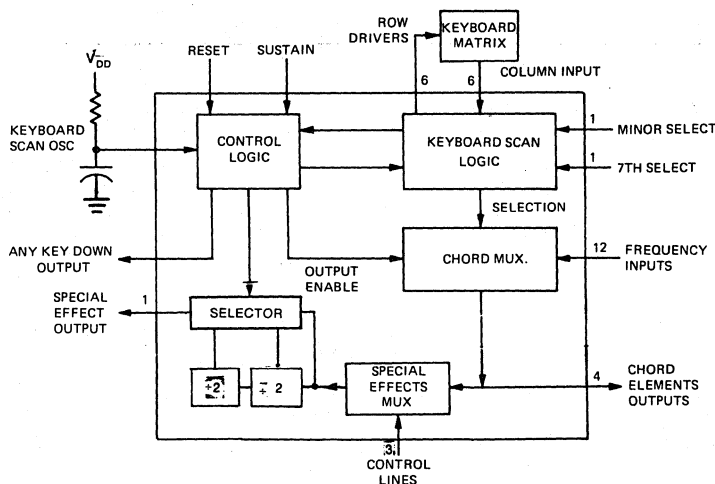 ROW
DRIVERS
KEYBOARD
MATRIX
RESET
SUSTAIN
VDD
6
6
COLUMN INPUT
KEYBOARD
SCAN OSC
CONTROL
LOGIC
KEYBOARD SCAN
LOGIC
1
MINOR SELECT
1
7TH SELECT
SELECTION
ANY KEY DOWN
OUTPUT
OUTPUT
ENABLE
CHORD MUX.
12
FREQUENCY
INPUTS
SPECIAL
EFFECT
OUTPUT
1
SELECTOR
÷2
÷ 2
SPECIAL
EFFECTS
MUX
4
CHORD
ELEMENTS
OUTPUTS
3
CONTROL
LINES